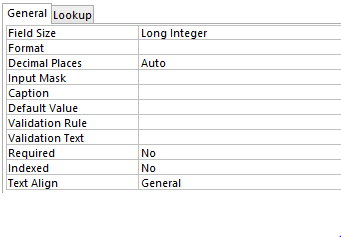 General Lookup
Field Size Long Integer
Format
Decimal Places Auto
Input Mask
Caption
Default Value
Validation Rule
Validation Text
Required No
Indexed No
Text Align General